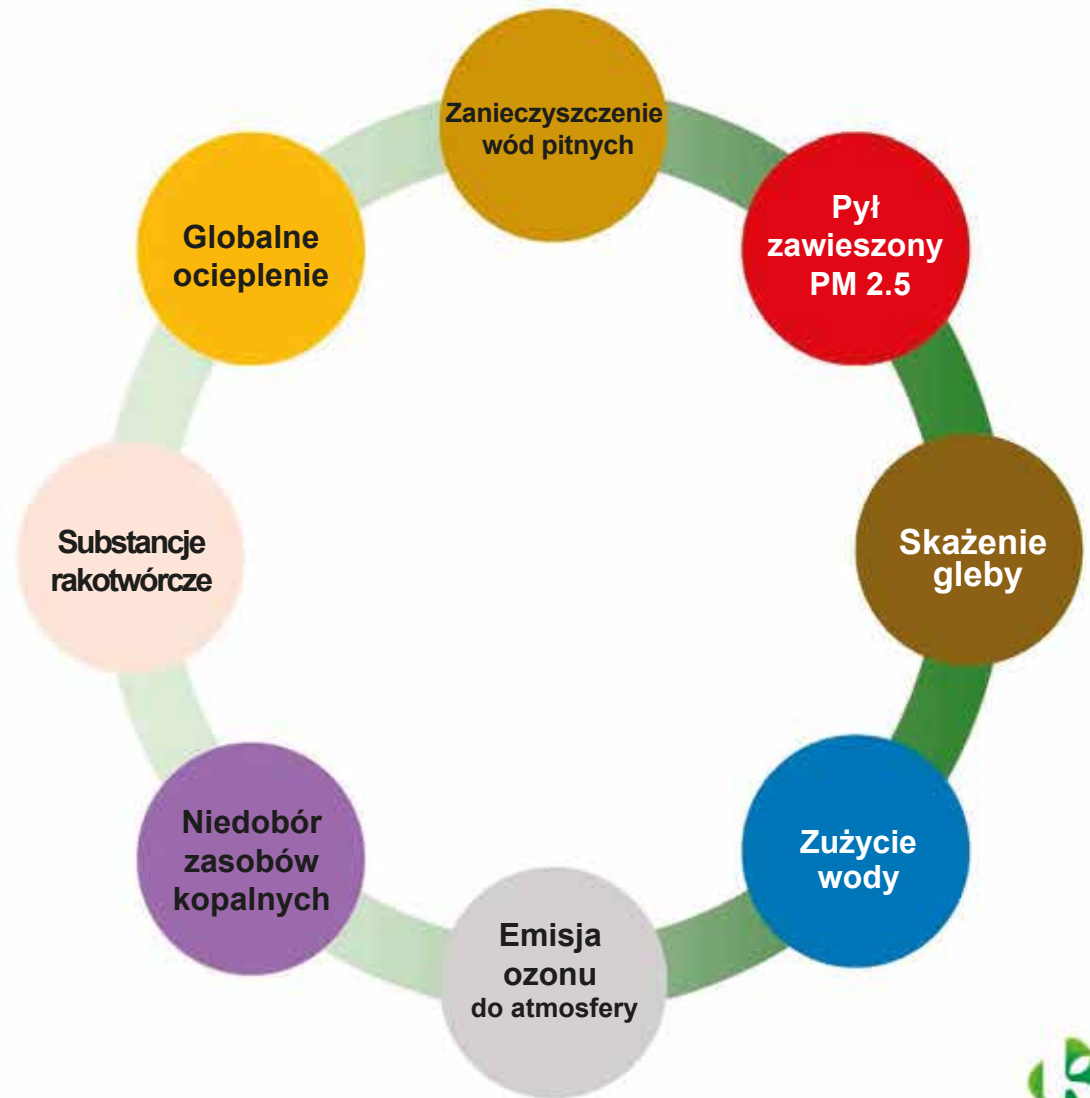 Zanieczyszczenie
wód pitnych
Pył
zawieszony
PM 2.5
Skażenie
gleby
Zużycie
wody
Emisja
ozonu
do atmosfery
Niedobór
zasobów
kopalnych
Substancje
rakotwórcze
Globalne
ocieplenie